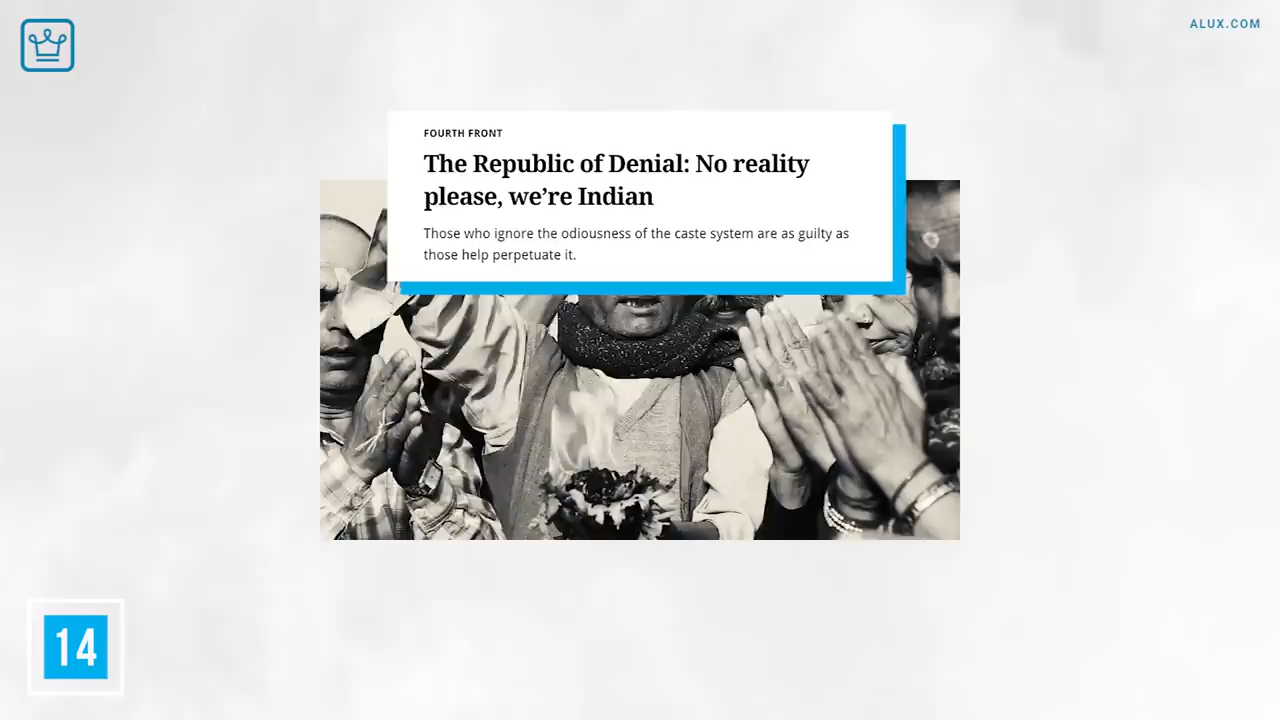 ALUX.COM
FOURTH FRONT
The Republic of Denial: No reality
please, we’re Indian
Those who ignore the odiousness of the caste system are as guilty as
those help perpetuate it.
14